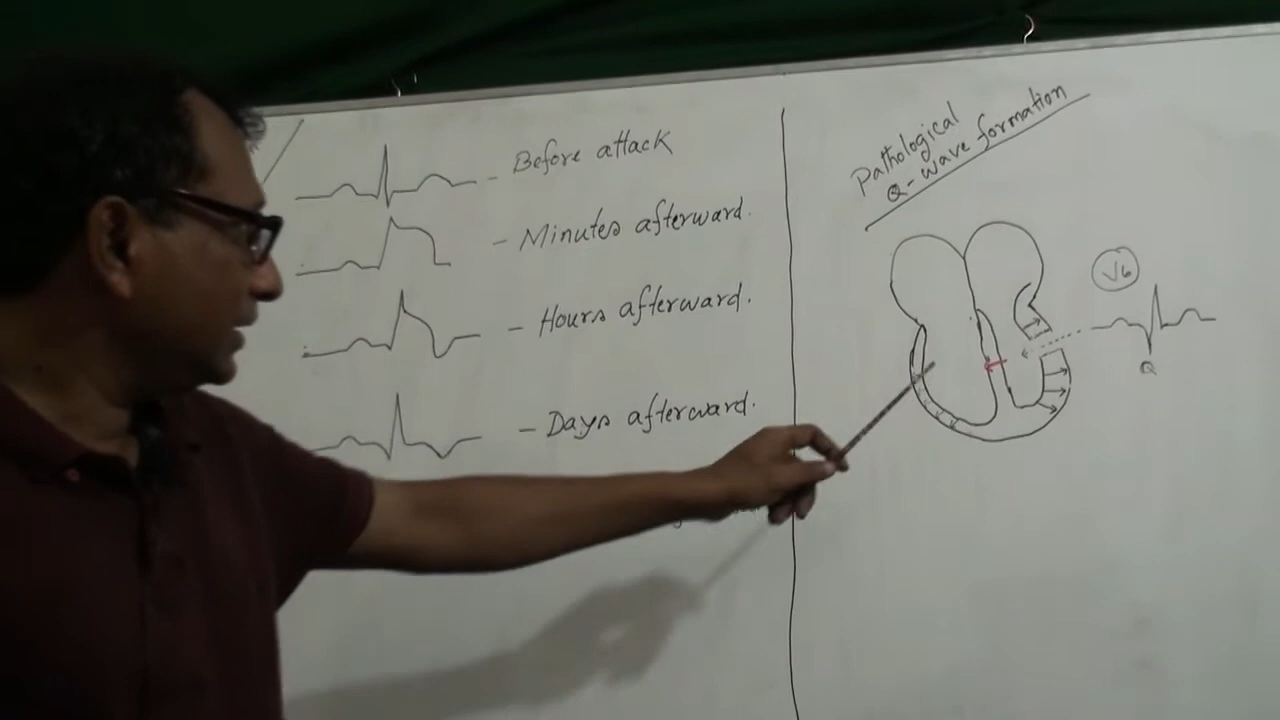 - Before attack
- Minutes afterward.
- Hours afterward.
- Days afterward.
Pathological
Q-wave formation
V6
Q